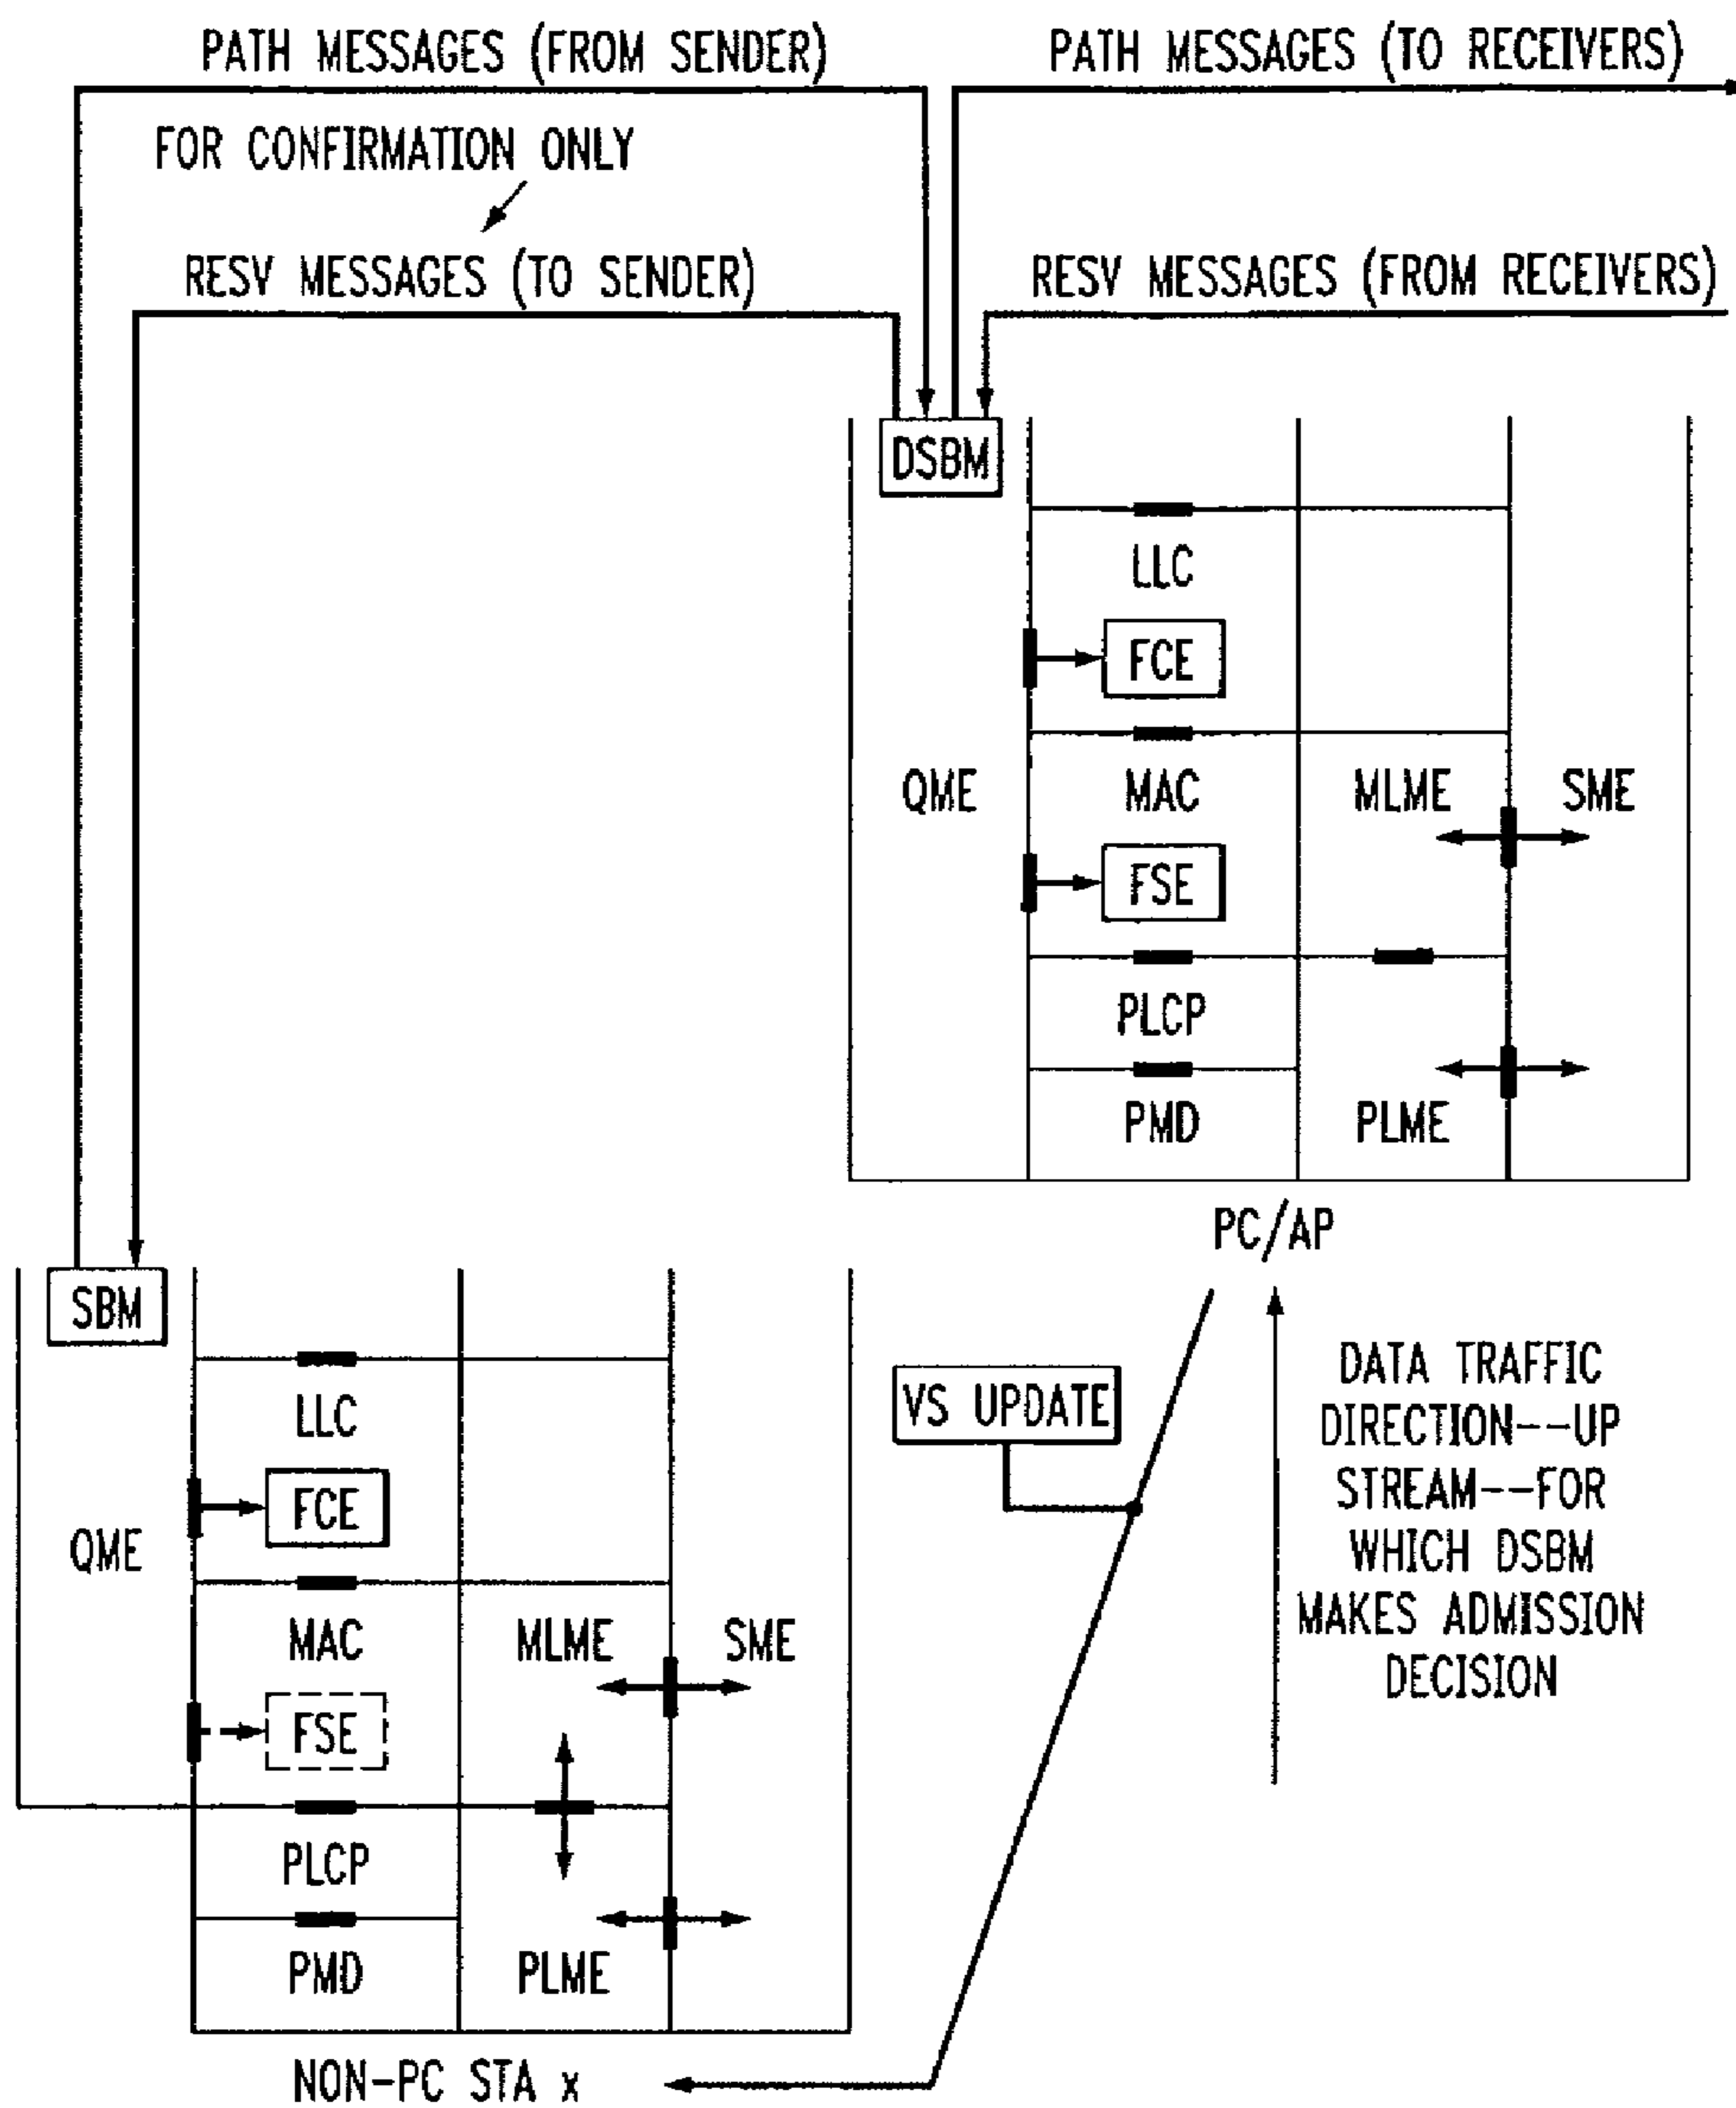 PATH MESSAGES (FROM SENDER)
PATH MESSAGES (TO RECEIVERS)
FOR CONFIRMATION ONLY
RESV MESSAGES (TO SENDER)
RESV MESSAGES (FROM RECEIVERS)
DSBM
LLC
FCE
QME
MAC
MLME
SME
FSE
PLCP
PMD
PLME
PC/AP
SBM
LLC
FCE
QME
MAC
MLME
SME
FSE
PLCP
PMD
PLME
NON-PC STA x
VS UPDATE
DATA TRAFFIC
DIRECTION--UP
STREAM--FOR
WHICH DSBM
MAKES ADMISSION
DECISION